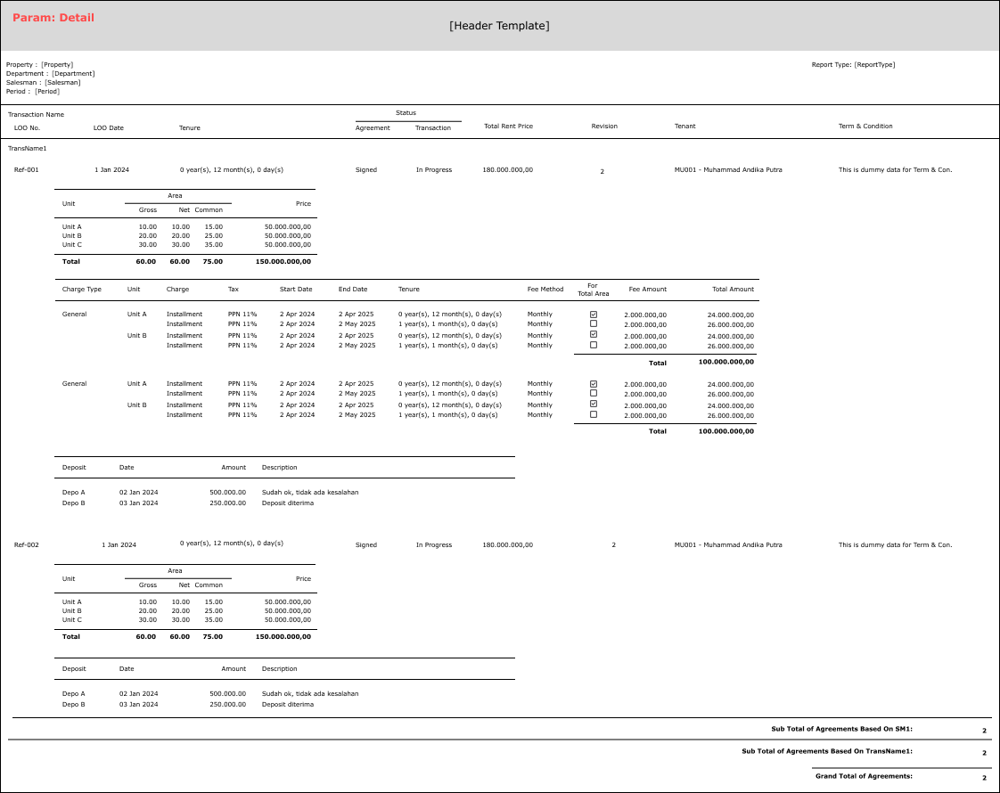 Param: Detail
[Header Template]
Property : [Property]
Report Type: [ReportType]
Department : [Department]
Salesman : [Salesman]
Period : [Period]
Transaction Name Status
LOO No. LOO Date Tenure Agreement Transaction Total Rent Price Revision Tenant Term & Condition
TransName1
Ref-001 1 Jan 2024 0 year(s), 12 month(s), 0 day(s) Signed In Progress 180.000.000,00 2 MU001 - Muhammad Andika Putra This is dummy data for Term & Con.
Area
Unit Price
Gross Net Common
Unit A 10.00 10.00 15.00 50.000.000,00
Unit B 20.00 20.00 25.00 50.000.000,00
Unit C 30.00 30.00 35.00 50.000.000,00
Total 60.00 60.00 75.00 150.000.000,00
Charge Type Unit Charge Tax Start Date End Date Tenure Fee Method For Total Area Fee Amount Total Amount
General Unit A Installment PPN 11% 2 Apr 2024 2 Apr 2025 0 year(s), 12 month(s), 0 day(s) Monthly 2.000.000,00 24.000.000,00
Installment PPN 11% 2 Apr 2024 2 May 2025 1 year(s), 1 month(s), 0 day(s) Monthly 2.000.000,00 26.000.000,00
Unit B Installment PPN 11% 2 Apr 2024 2 Apr 2025 0 year(s), 12 month(s), 0 day(s) Monthly 2.000.000,00 24.000.000,00
Installment PPN 11% 2 Apr 2024 2 May 2025 1 year(s), 1 month(s), 0 day(s) Monthly 2.000.000,00 26.000.000,00
Total 100.000.000,00
General Unit A Installment PPN 11% 2 Apr 2024 2 Apr 2025 0 year(s), 12 month(s), 0 day(s) Monthly 2.000.000,00 24.000.000,00
Installment PPN 11% 2 Apr 2024 2 May 2025 1 year(s), 1 month(s), 0 day(s) Monthly 2.000.000,00 26.000.000,00
Unit B Installment PPN 11% 2 Apr 2024 2 Apr 2025 0 year(s), 12 month(s), 0 day(s) Monthly 2.000.000,00 24.000.000,00
Installment PPN 11% 2 Apr 2024 2 May 2025 1 year(s), 1 month(s), 0 day(s) Monthly 2.000.000,00 26.000.000,00
Total 100.000.000,00
Deposit Date Amount Description
Depo A 02 Jan 2024 500.000.00 Sudah ok, tidak ada kesalahan
Depo B 03 Jan 2024 250.000.00 Deposit diterima
Ref-002 1 Jan 2024 0 year(s), 12 month(s), 0 day(s) Signed In Progress 180.000.000,00 2 MU001 - Muhammad Andika Putra This is dummy data for Term & Con.
Area
Unit Price
Gross Net Common
Unit A 10.00 10.00 15.00 50.000.000,00
Unit B 20.00 20.00 25.00 50.000.000,00
Unit C 30.00 30.00 35.00 50.000.000,00
Total 60.00 60.00 75.00 150.000.000,00
Deposit Date Amount Description
Depo A 02 Jan 2024 500.000.00 Sudah ok, tidak ada kesalahan
Depo B 03 Jan 2024 250.000.00 Deposit diterima
Sub Total of Agreements Based On SM1: 2
Sub Total of Agreements Based On TransName1: 2
Grand Total of Agreements: 2